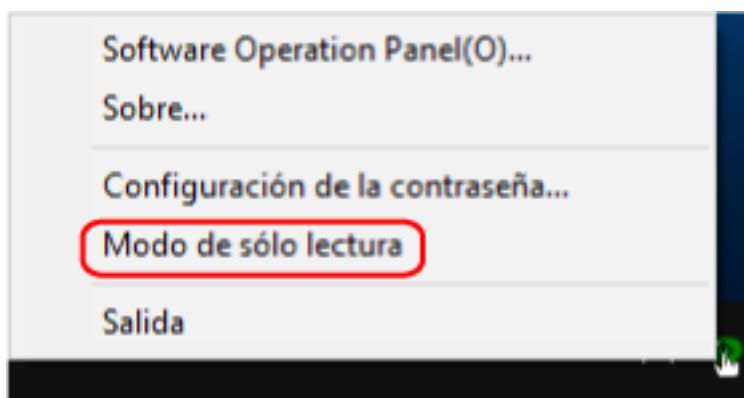 Software Operation Panel(O)...
Sobre...
Configuración de la contraseña...
Modo de sólo lectura
Salida